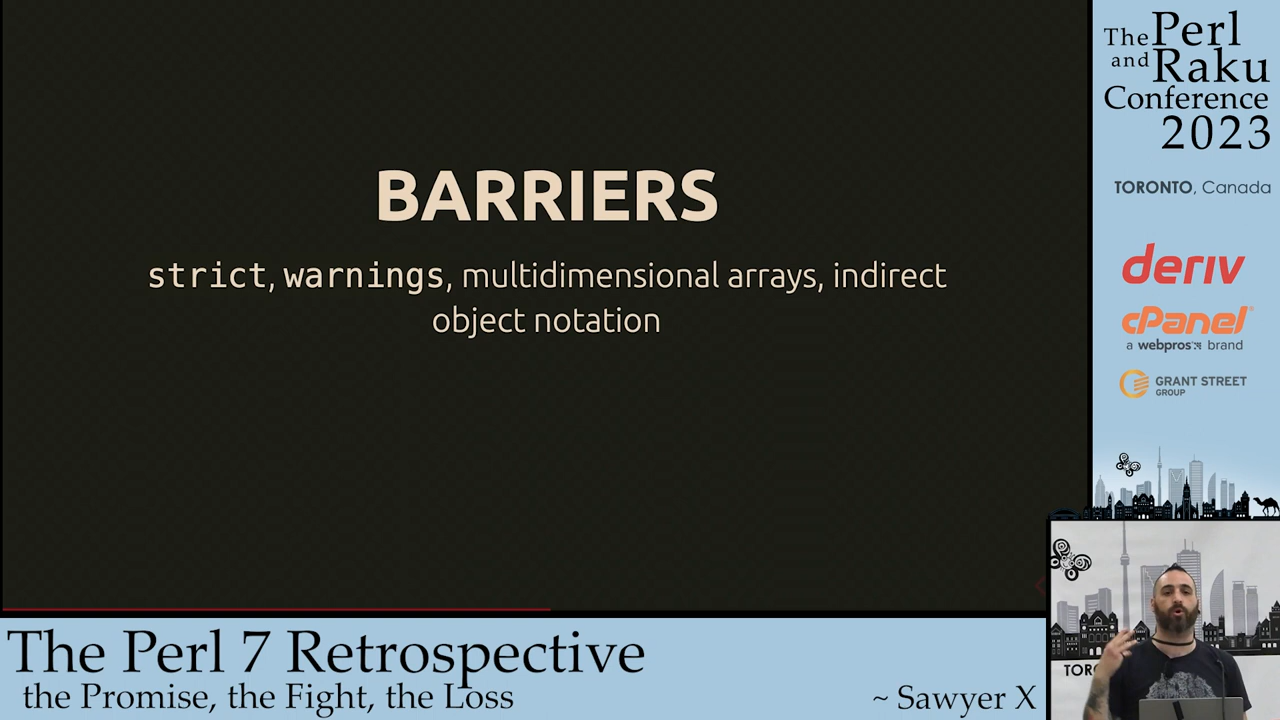 BARRIERS
strict, warnings, multidimensional arrays, indirect
object notation
The Perl
and Raku
Conference
2023
TORONTO, Canada
deriv
cPanel
a webpros brand
GRANT STREET
GROUP
TORO
The Perl 7 Retrospective
the Promise, the Fight, the Loss
~ Sawyer X